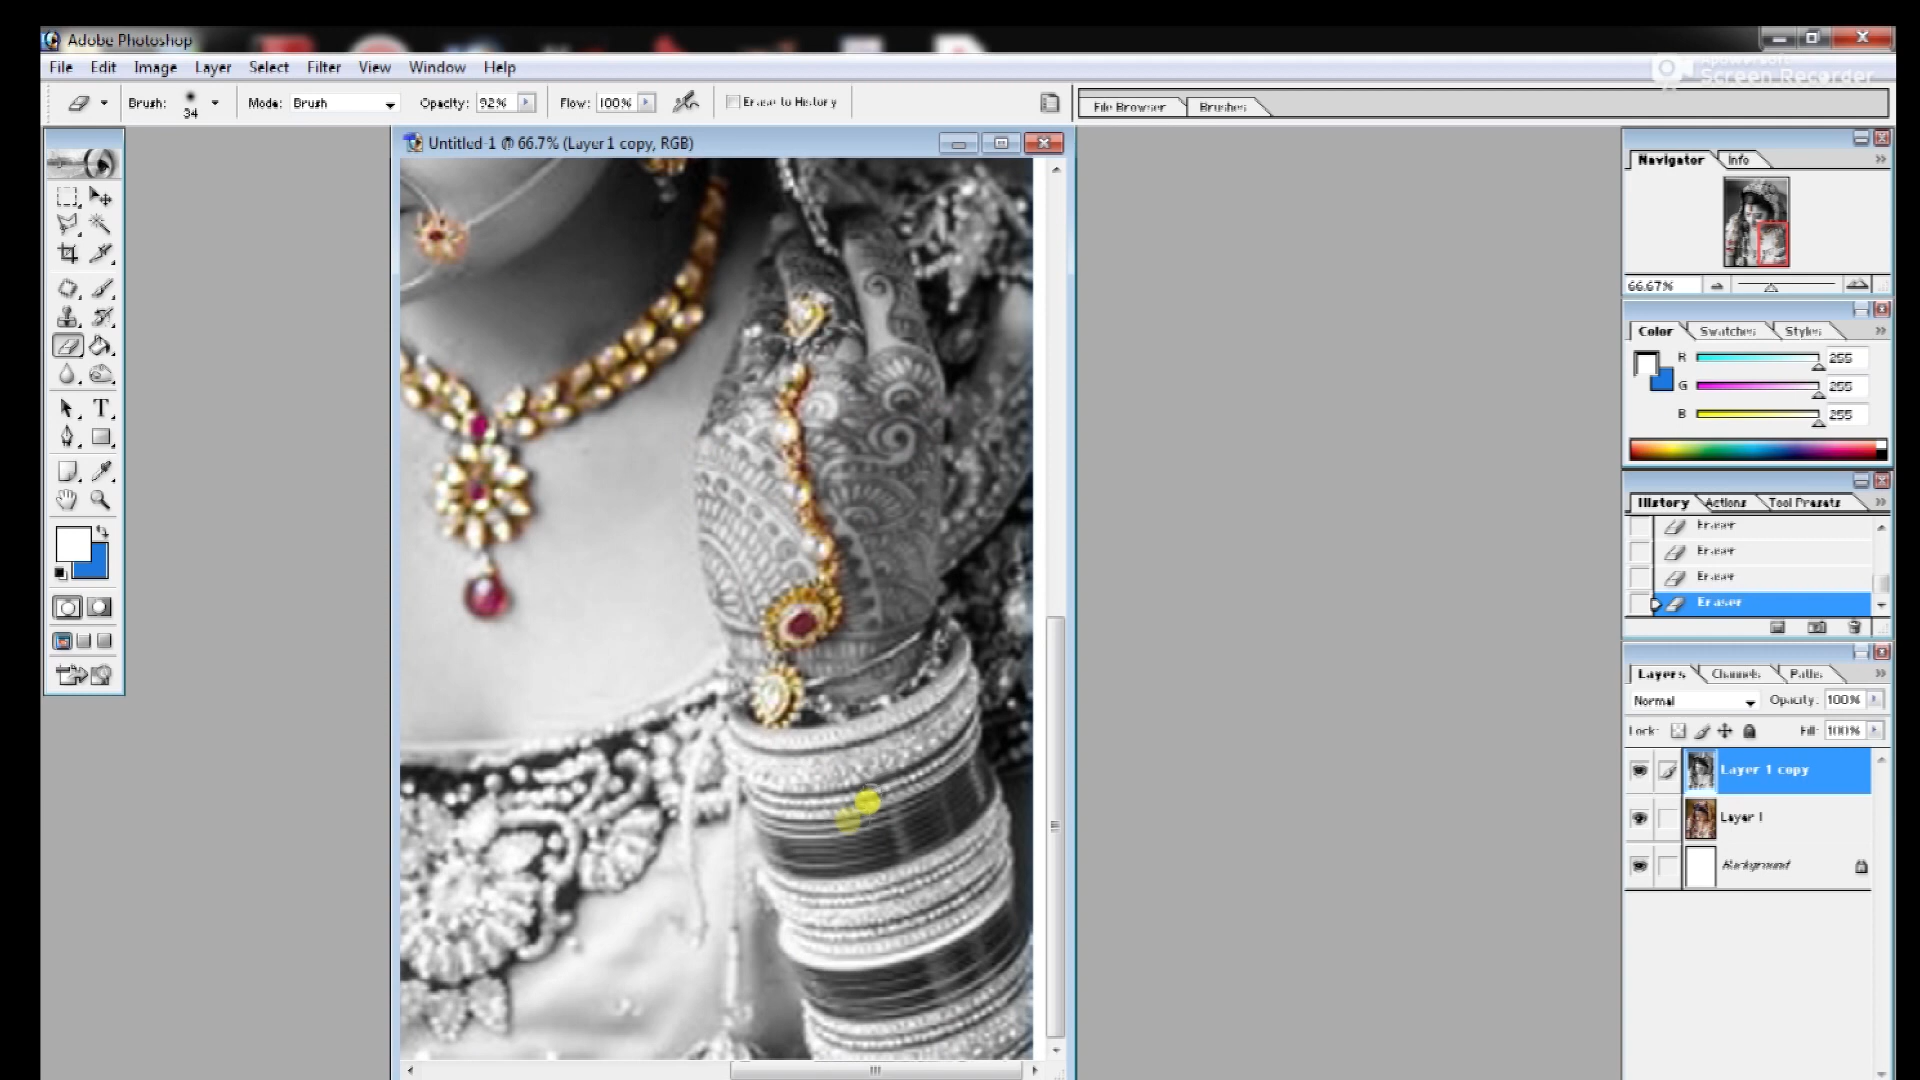 Adobe Photoshop
File Edit Image Layer Select Filter View Window Help
Screen Recorder
Brush: 34 Mode: Brush Opacity: 92% Flow: 100% Erase to History
File Browser Brushes
Untitled-1 @ 66.7% (Layer 1 copy, RGB)
Navigator Info
66.67%
Color Swatches Styles
R 255
G 255
B 255
History Actions Tool Presets
Eraser
Eraser
Eraser
Eraser
Layers Channels Paths
Normal Opacity: 100%
Lock: Fill: 100%
Layer 1 copy
Layer 1
Background